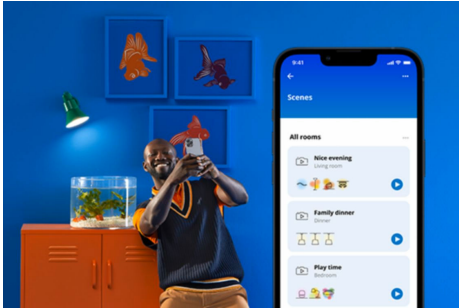 9:41
Scenes
All rooms
Nice evening
Living room
Family dinner
Dinner
Play time
Bedroom